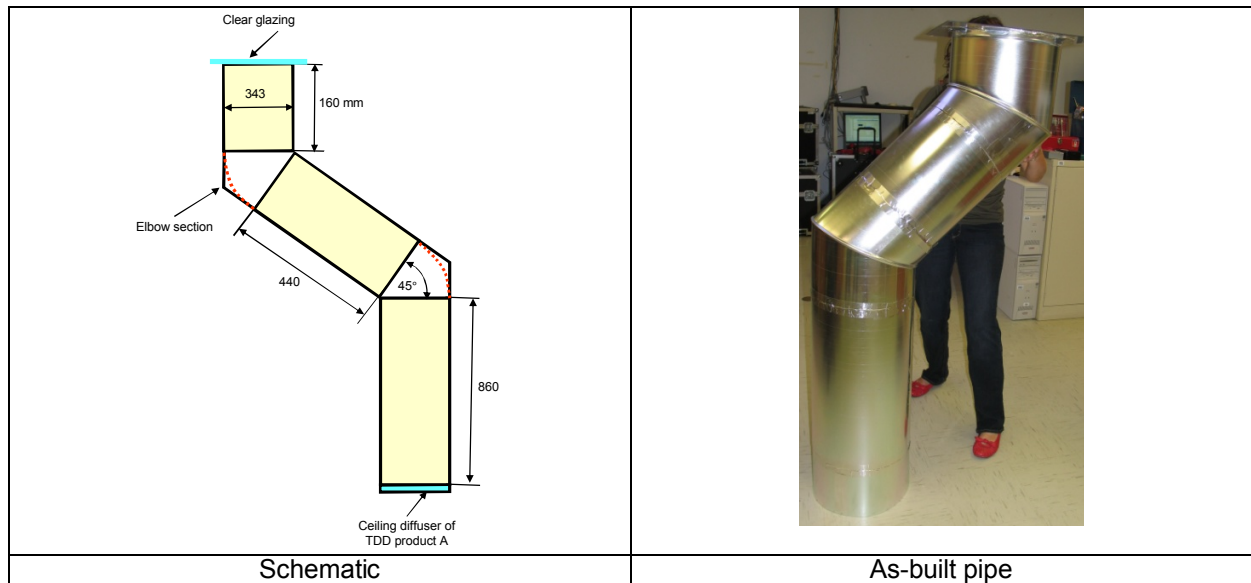 Clear glazing
343
160 mm
Elbow section
440
45°
860
Ceiling diffuser of
TDD product A
Schematic
As-built pipe